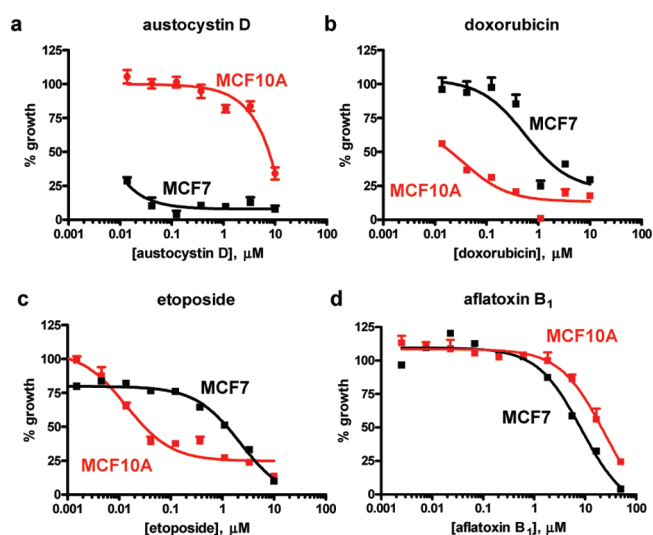 a
austocystin D
125
100
75
50
25
0
% growth
MCF10A
MCF7
0.001 0.01 0.1 1 10 100
[austocystin D], μM
b
doxorubicin
125
100
75
50
25
0
% growth
MCF7
MCF10A
0.001 0.01 0.1 1 10 100
[doxorubicin], μM
c
etoposide
125
100
75
50
25
0
% growth
MCF7
MCF10A
0.001 0.01 0.1 1 10 100
[etoposide], μM
d
aflatoxin B₁
125
100
75
50
25
0
% growth
MCF10A
MCF7
0.001 0.01 0.1 1 10 100
[aflatoxin B₁], μM